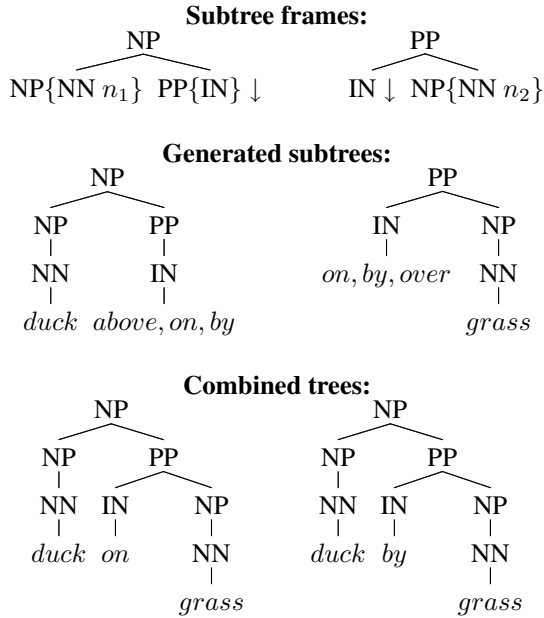 Subtree frames:
NP PP
NP{NN n₁} PP{IN} ↓ IN ↓ NP{NN n₂}
Generated subtrees:
NP PP
NP PP IN NP
NN IN on, by, over NN
duck above, on, by grass
Combined trees:
NP NP
NP PP NP PP
NN IN NP NN IN NP
duck on NN duck by NN
grass grass